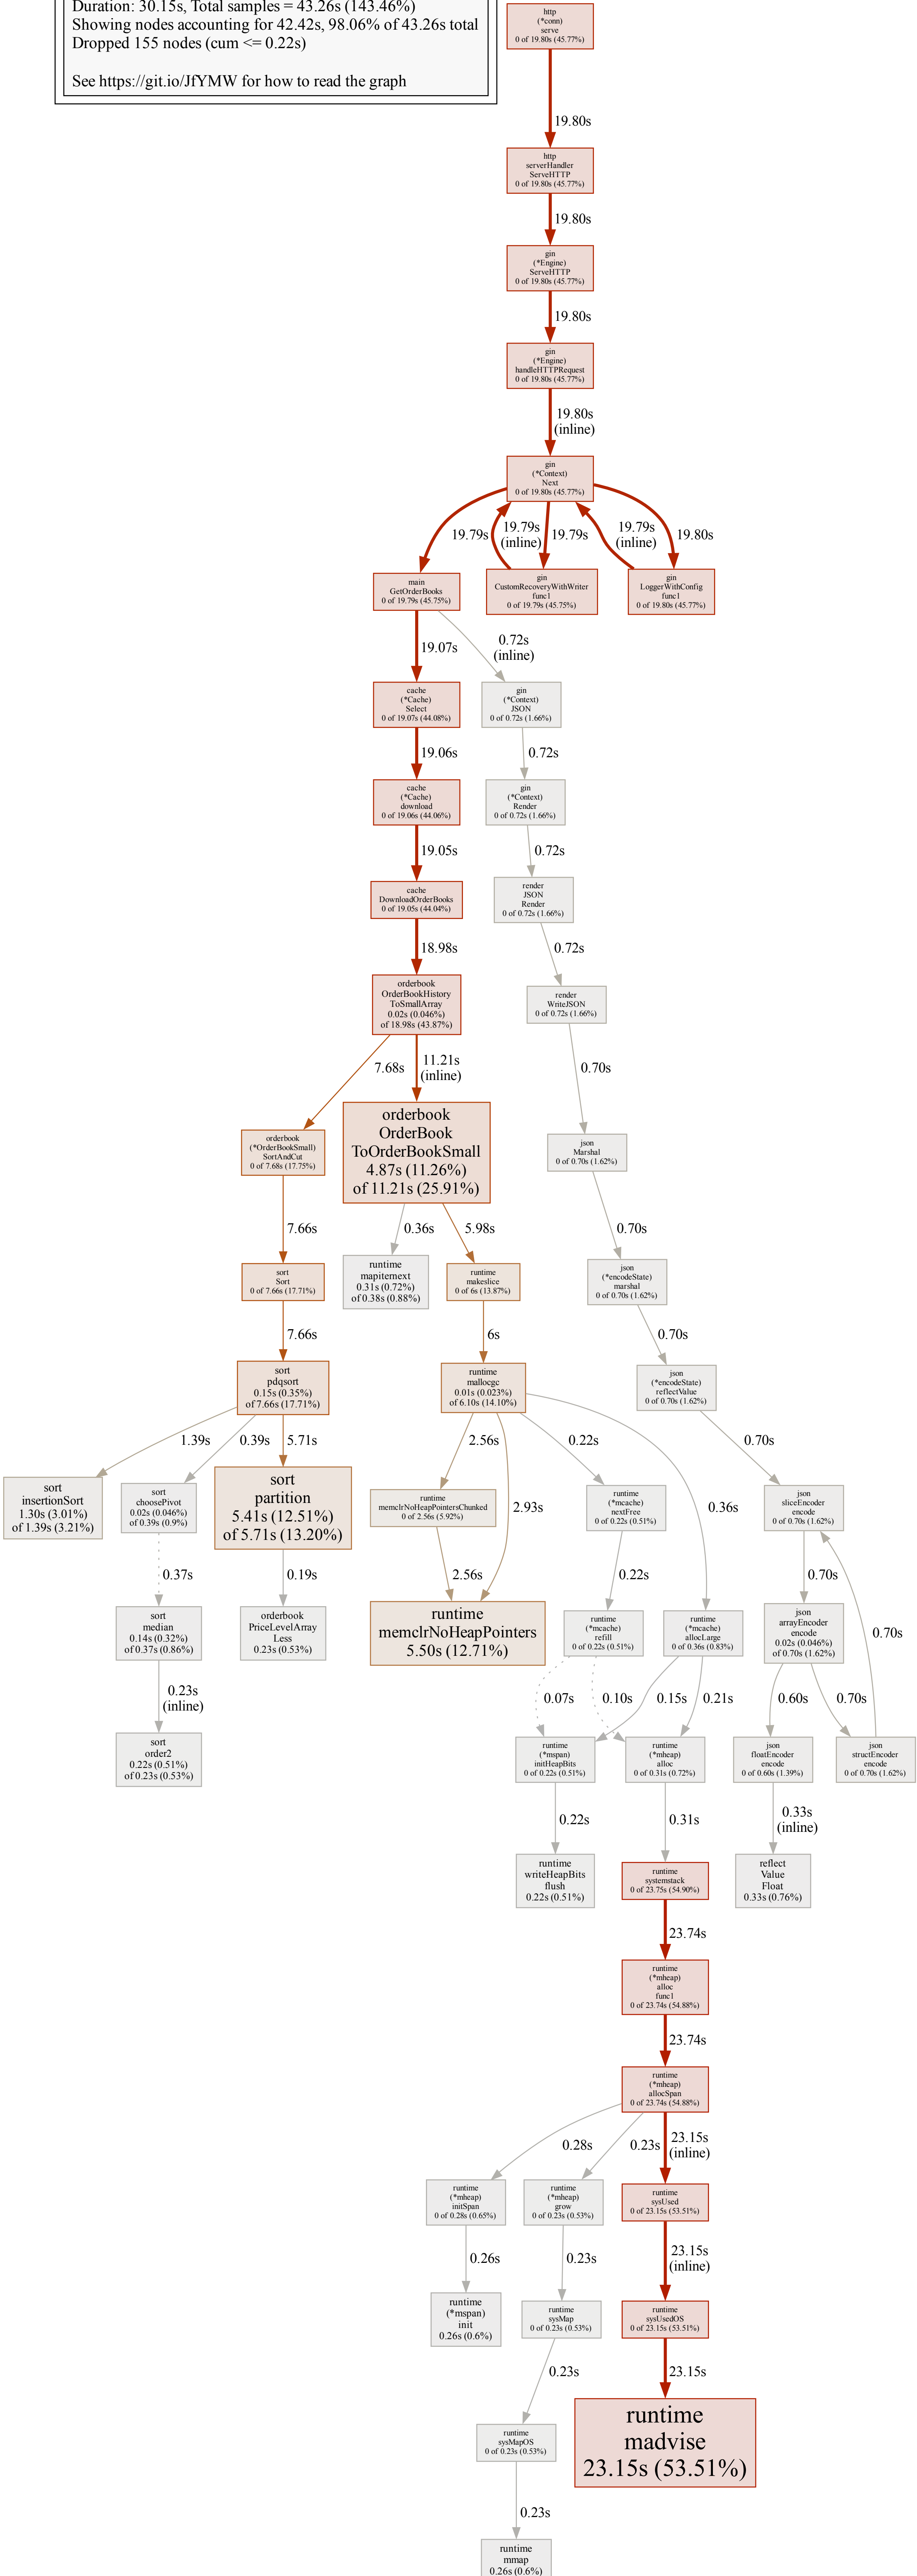 Duration: 30.15s, Total samples = 43.26s (143.46%)
Showing nodes accounting for 42.42s, 98.06% of 43.26s total
Dropped 155 nodes (cum <= 0.22s)
See https://git.io/JfYMW for how to read the graph
http
(*conn)
serve
0 of 19.80s (45.77%)
19.80s
http
serverHandler
ServeHTTP
0 of 19.80s (45.77%)
19.80s
gin
(*Engine)
ServeHTTP
0 of 19.80s (45.77%)
19.80s
gin
(*Engine)
handleHTTPRequest
0 of 19.80s (45.77%)
19.80s
(inline)
gin
(*Context)
Next
0 of 19.80s (45.77%)
19.79s
19.79s
(inline)
19.79s
19.79s
(inline)
19.80s
main
GetOrderBooks
0 of 19.79s (45.75%)
gin
CustomRecoveryWithWriter
func1
0 of 19.79s (45.75%)
gin
LoggerWithConfig
func1
0 of 19.80s (45.77%)
19.07s
0.72s
(inline)
cache
(*Cache)
Select
0 of 19.07s (44.08%)
gin
(*Context)
JSON
0 of 0.72s (1.66%)
19.06s
0.72s
cache
(*Cache)
download
0 of 19.06s (44.06%)
gin
(*Context)
Render
0 of 0.72s (1.66%)
19.05s
0.72s
cache
DownloadOrderBooks
0 of 19.05s (44.04%)
render
JSON
Render
0 of 0.72s (1.66%)
18.98s
0.72s
orderbook
OrderBookHistory
ToSmallArray
0.02s (0.046%)
of 18.98s (43.87%)
render
WriteJSON
0 of 0.72s (1.66%)
7.68s
11.21s
(inline)
0.70s
orderbook
(*OrderBookSmall)
SortAndCut
0 of 7.68s (17.75%)
orderbook
OrderBook
ToOrderBookSmall
4.87s (11.26%)
of 11.21s (25.91%)
json
Marshal
0 of 0.70s (1.62%)
7.66s
0.36s
5.98s
0.70s
sort
Sort
0 of 7.66s (17.71%)
runtime
mapiternext
0.31s (0.72%)
of 0.38s (0.88%)
runtime
makeslice
0 of 6s (13.87%)
json
(*encodeState)
marshal
0 of 0.70s (1.62%)
7.66s
6s
0.70s
sort
pdqsort
0.15s (0.35%)
of 7.66s (17.71%)
runtime
mallocgc
0.01s (0.023%)
of 6.10s (14.10%)
json
(*encodeState)
reflectValue
0 of 0.70s (1.62%)
1.39s
0.39s
5.71s
2.56s
0.22s
0.70s
sort
insertionSort
1.30s (3.01%)
of 1.39s (3.21%)
sort
choosePivot
0.02s (0.046%)
of 0.39s (0.9%)
sort
partition
5.41s (12.51%)
of 5.71s (13.20%)
runtime
memclrNoHeapPointersChunked
0 of 2.56s (5.92%)
2.93s
runtime
(*mcache)
nextFree
0 of 0.22s (0.51%)
0.36s
json
sliceEncoder
encode
0 of 0.70s (1.62%)
0.37s
0.19s
2.56s
0.22s
0.70s
sort
median
0.14s (0.32%)
of 0.37s (0.86%)
orderbook
PriceLevelArray
Less
0.23s (0.53%)
runtime
memclrNoHeapPointers
5.50s (12.71%)
runtime
(*mcache)
refill
0 of 0.22s (0.51%)
runtime
(*mcache)
allocLarge
0 of 0.36s (0.83%)
json
arrayEncoder
encode
0.02s (0.046%)
of 0.70s (1.62%)
0.70s
0.23s
(inline)
0.07s
0.10s
0.15s
0.21s
0.60s
0.70s
sort
order2
0.22s (0.51%)
of 0.23s (0.53%)
runtime
(*mspan)
initHeapBits
0 of 0.22s (0.51%)
runtime
(*mheap)
alloc
0 of 0.31s (0.72%)
json
floatEncoder
encode
0 of 0.60s (1.39%)
json
structEncoder
encode
0 of 0.70s (1.62%)
0.22s
0.31s
0.33s
(inline)
runtime
writeHeapBits
flush
0.22s (0.51%)
runtime
systemstack
0 of 23.75s (54.90%)
reflect
Value
Float
0.33s (0.76%)
23.74s
runtime
(*mheap)
alloc
func1
0 of 23.74s (54.88%)
23.74s
runtime
(*mheap)
allocSpan
0 of 23.74s (54.88%)
0.28s
0.23s
23.15s
(inline)
runtime
(*mheap)
initSpan
0 of 0.28s (0.65%)
runtime
(*mheap)
grow
0 of 0.23s (0.53%)
runtime
sysUsed
0 of 23.15s (53.51%)
0.26s
0.23s
23.15s
(inline)
runtime
(*mspan)
init
0.26s (0.6%)
runtime
sysMap
0 of 0.23s (0.53%)
runtime
sysUsedOS
0 of 23.15s (53.51%)
0.23s
23.15s
runtime
sysMapOS
0 of 0.23s (0.53%)
runtime
madvise
23.15s (53.51%)
0.23s
runtime
mmap
0.26s (0.6%)